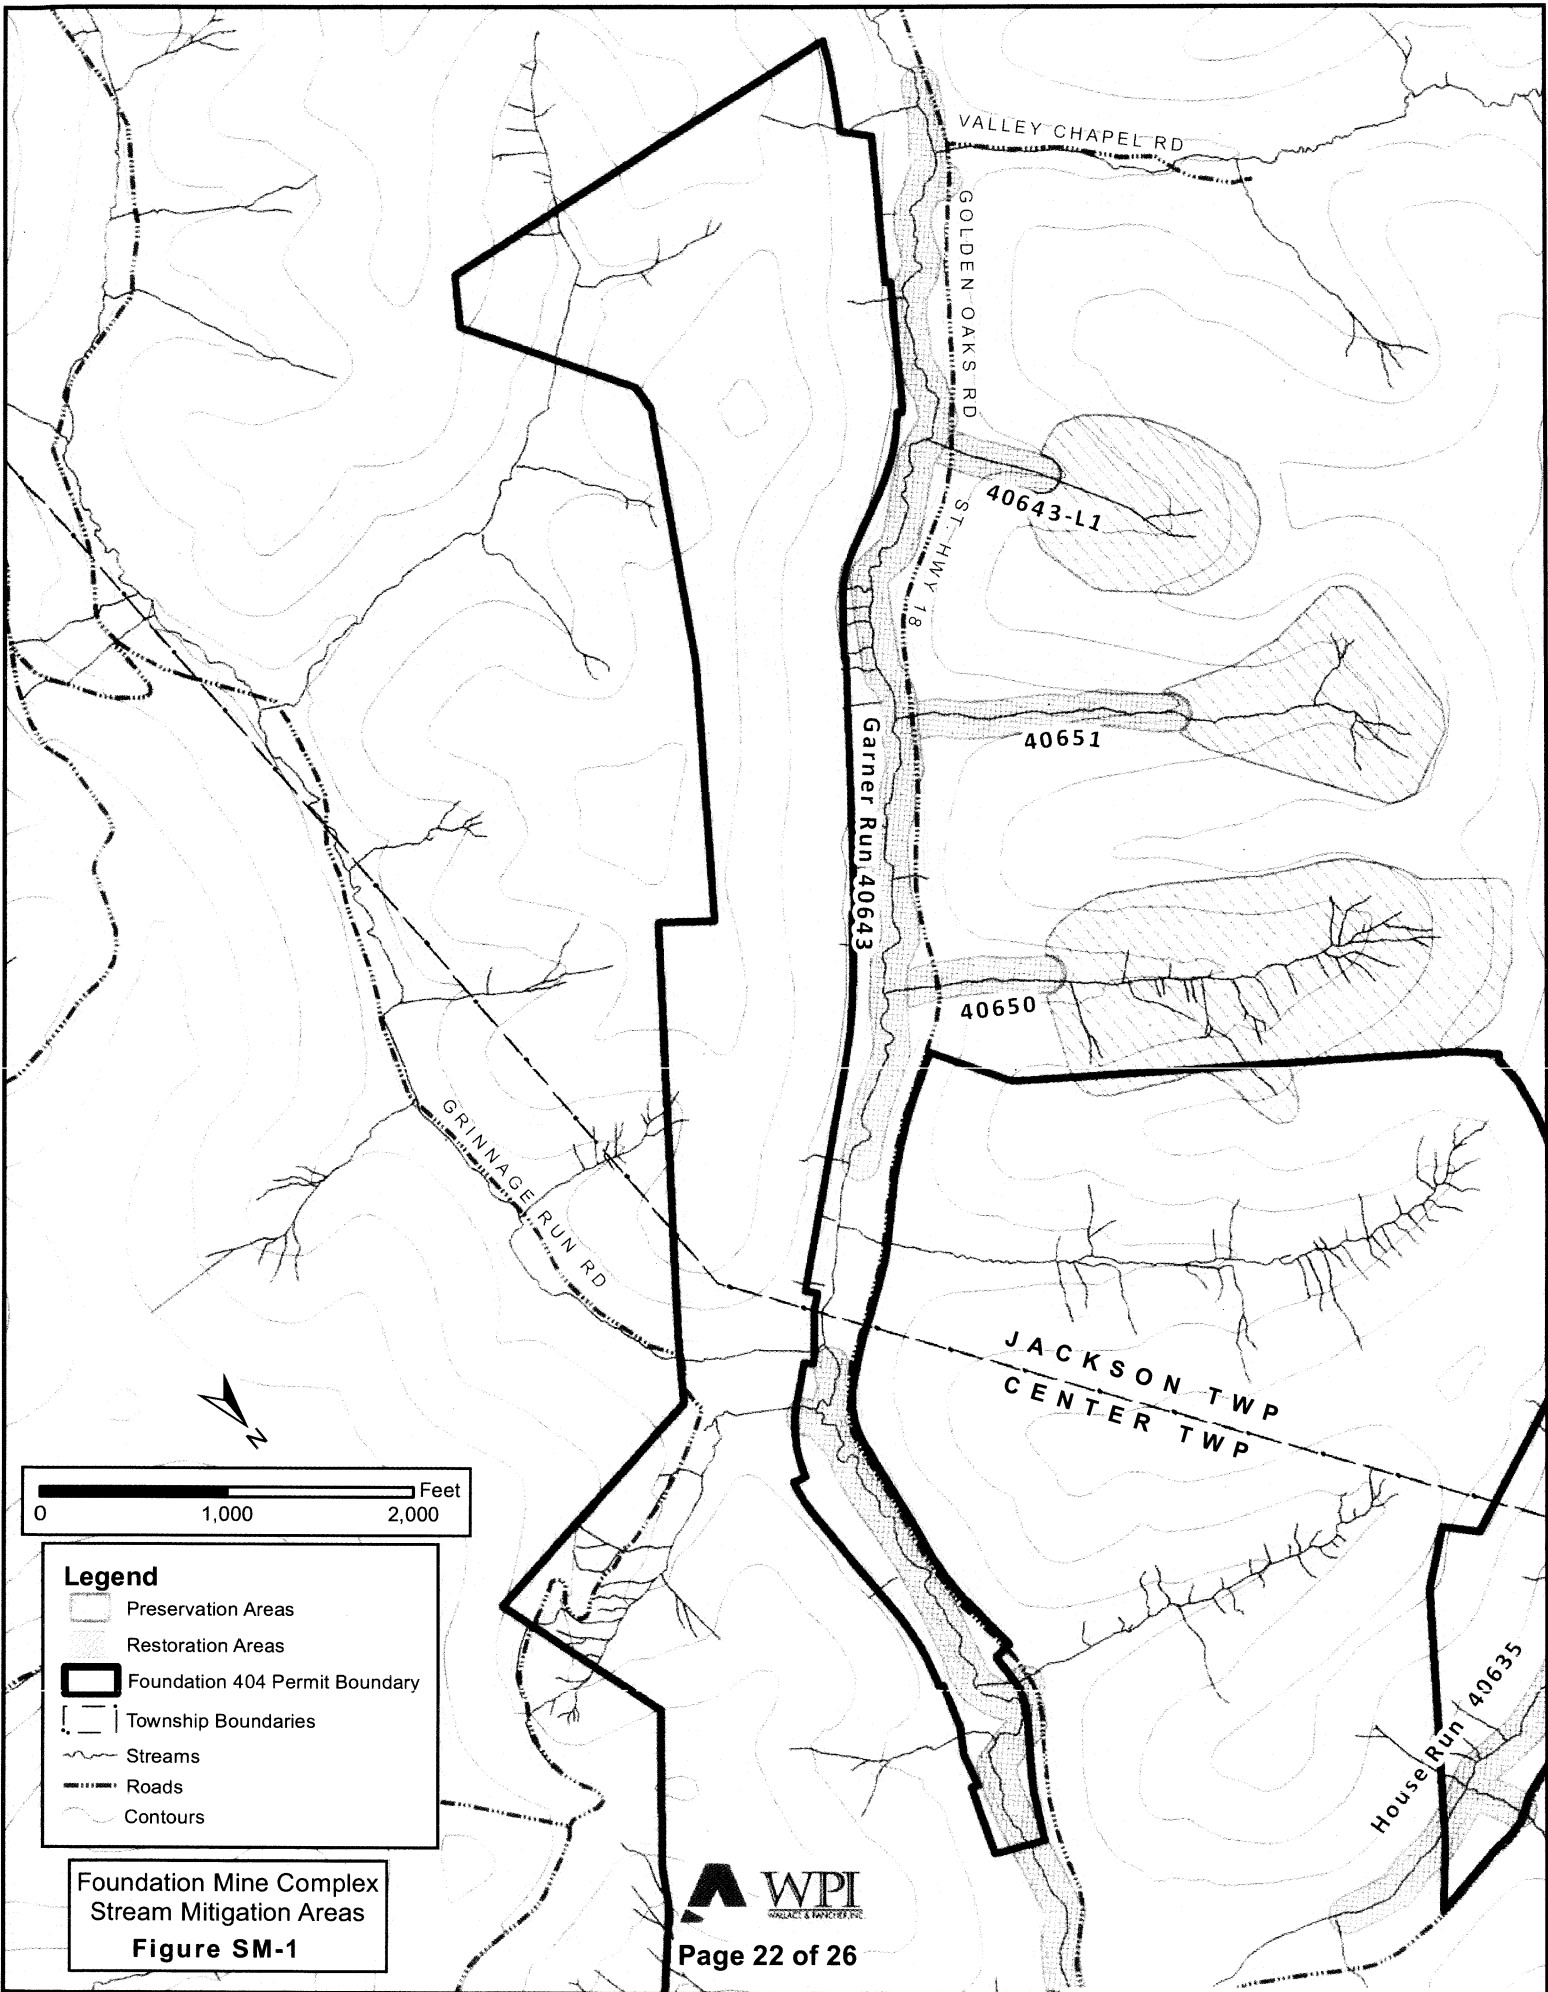 VALLEY CHAPEL RD
GOLDEN OAKS RD
40643-L1
ST. HWY 18
40651
Garner Run 40643
40650
GRINNAGE RUN RD
JACKSON TWP
CENTER TWP
N
Feet
0 1,000 2,000
Legend
Preservation Areas
Restoration Areas
Foundation 404 Permit Boundary
Township Boundaries
Streams
Roads
Contours
House Run 40635
Foundation Mine Complex
Stream Mitigation Areas
Figure SM-1
WPI
WALLACE & PANCHER, INC.
Page 22 of 26